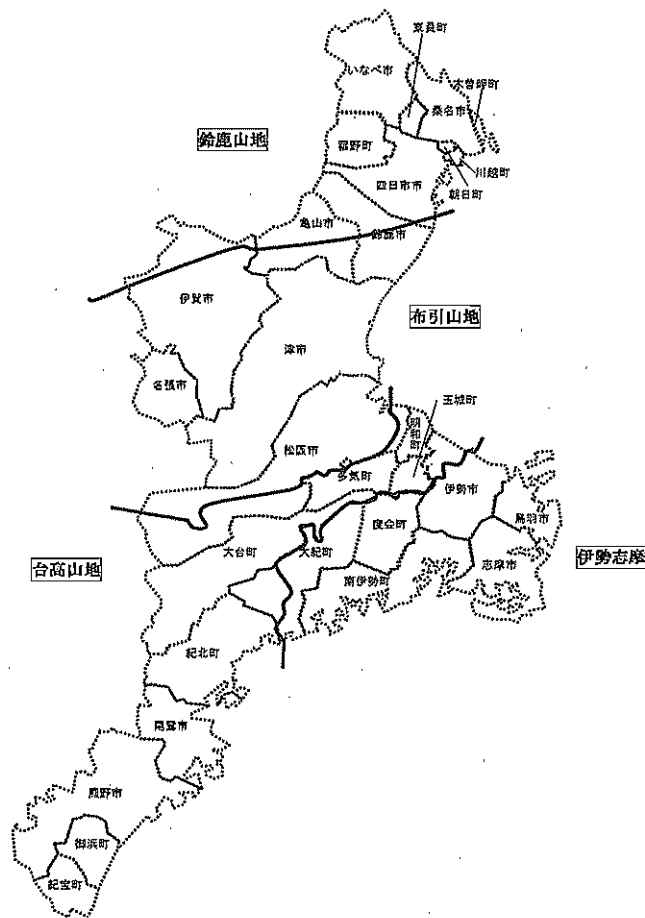 東員町
いなべ市
木曽岬町
桑名市
鈴鹿山地
菰野町
川越町
四日市市
朝日町
亀山市
鈴鹿市
伊賀市
布引山地
津市
名張市
玉城町
明和町
松阪市
多気町
伊勢市
度会町
鳥羽市
大台町
大紀町
台高山地
伊勢志摩
志摩市
南伊勢町
紀北町
尾鷲市
熊野市
御浜町
紀宝町